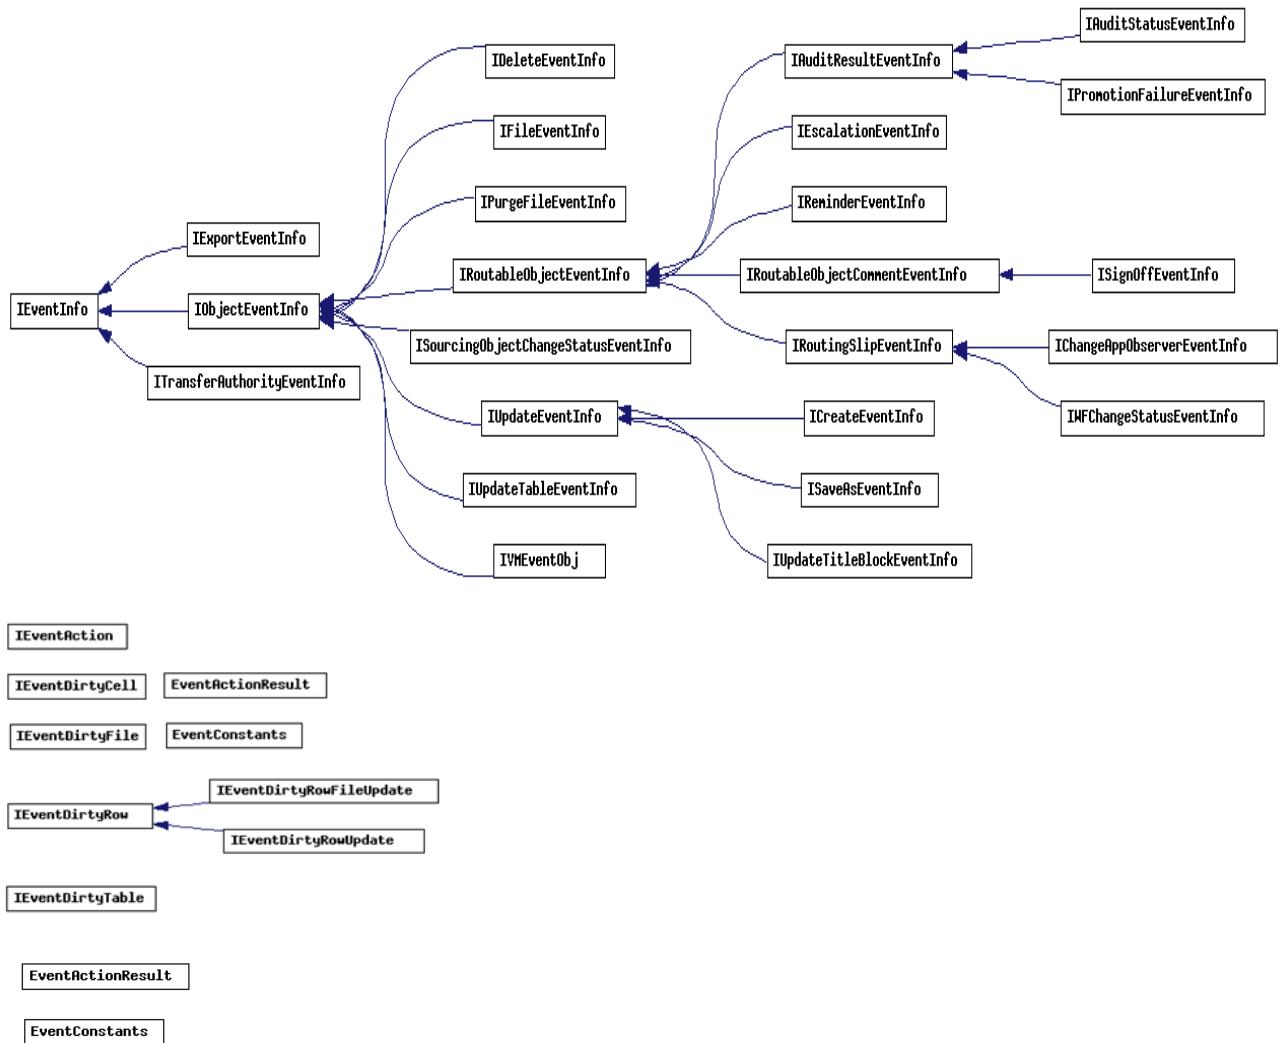 IAuditStatusEventInfo
IDeleteEventInfo
IAuditResultEventInfo
IPromotionFailureEventInfo
IFileEventInfo
IEscalationEventInfo
IPurgeFileEventInfo
IReminderEventInfo
IExportEventInfo
IRoutableObjectEventInfo
IRoutableObjectCommentEventInfo
ISignOffEventInfo
IEventInfo
IObjectEventInfo
ISourcingObjectChangeStatusEventInfo
IRoutingSlipEventInfo
IChangeAppObserverEventInfo
ITransferAuthorityEventInfo
IUpdateEventInfo
ICreateEventInfo
IWFChangeStatusEventInfo
IUpdateTableEventInfo
ISaveAsEventInfo
IVMEventObj
IUpdateTitleBlockEventInfo
IEventAction
IEventDirtyCell
EventActionResult
IEventDirtyFile
EventConstants
IEventDirtyRowFileUpdate
IEventDirtyRow
IEventDirtyRowUpdate
IEventDirtyTable
EventActionResult
EventConstants